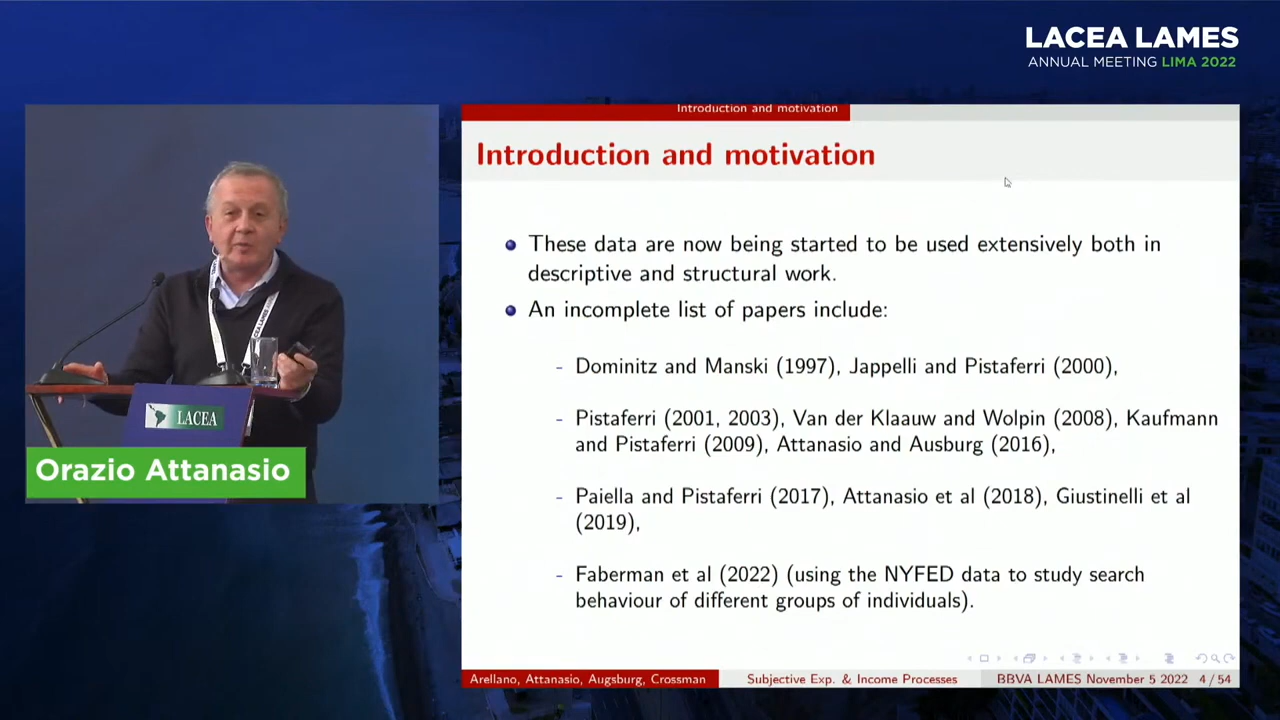 LACEA LAMES
ANNUAL MEETING LIMA 2022
Introduction and motivation
Introduction and motivation
These data are now being started to be used extensively both in
descriptive and structural work.
An incomplete list of papers include:
- Dominitz and Manski (1997), Jappelli and Pistaferri (2000),
- Pistaferri (2001, 2003), Van der Klaauw and Wolpin (2008), Kaufmann
and Pistaferri (2009), Attanasio and Ausburg (2016),
- Paiella and Pistaferri (2017), Attanasio et al (2018), Giustinelli et al
(2019),
- Faberman et al (2022) (using the NYFED data to study search
behaviour of different groups of individuals).
Arellano, Attanasio, Augsburg, Crossman
Subjective Exp. & Income Processes
BBVA LAMES November 5 2022 4 / 54
LACEA
Orazio Attanasio